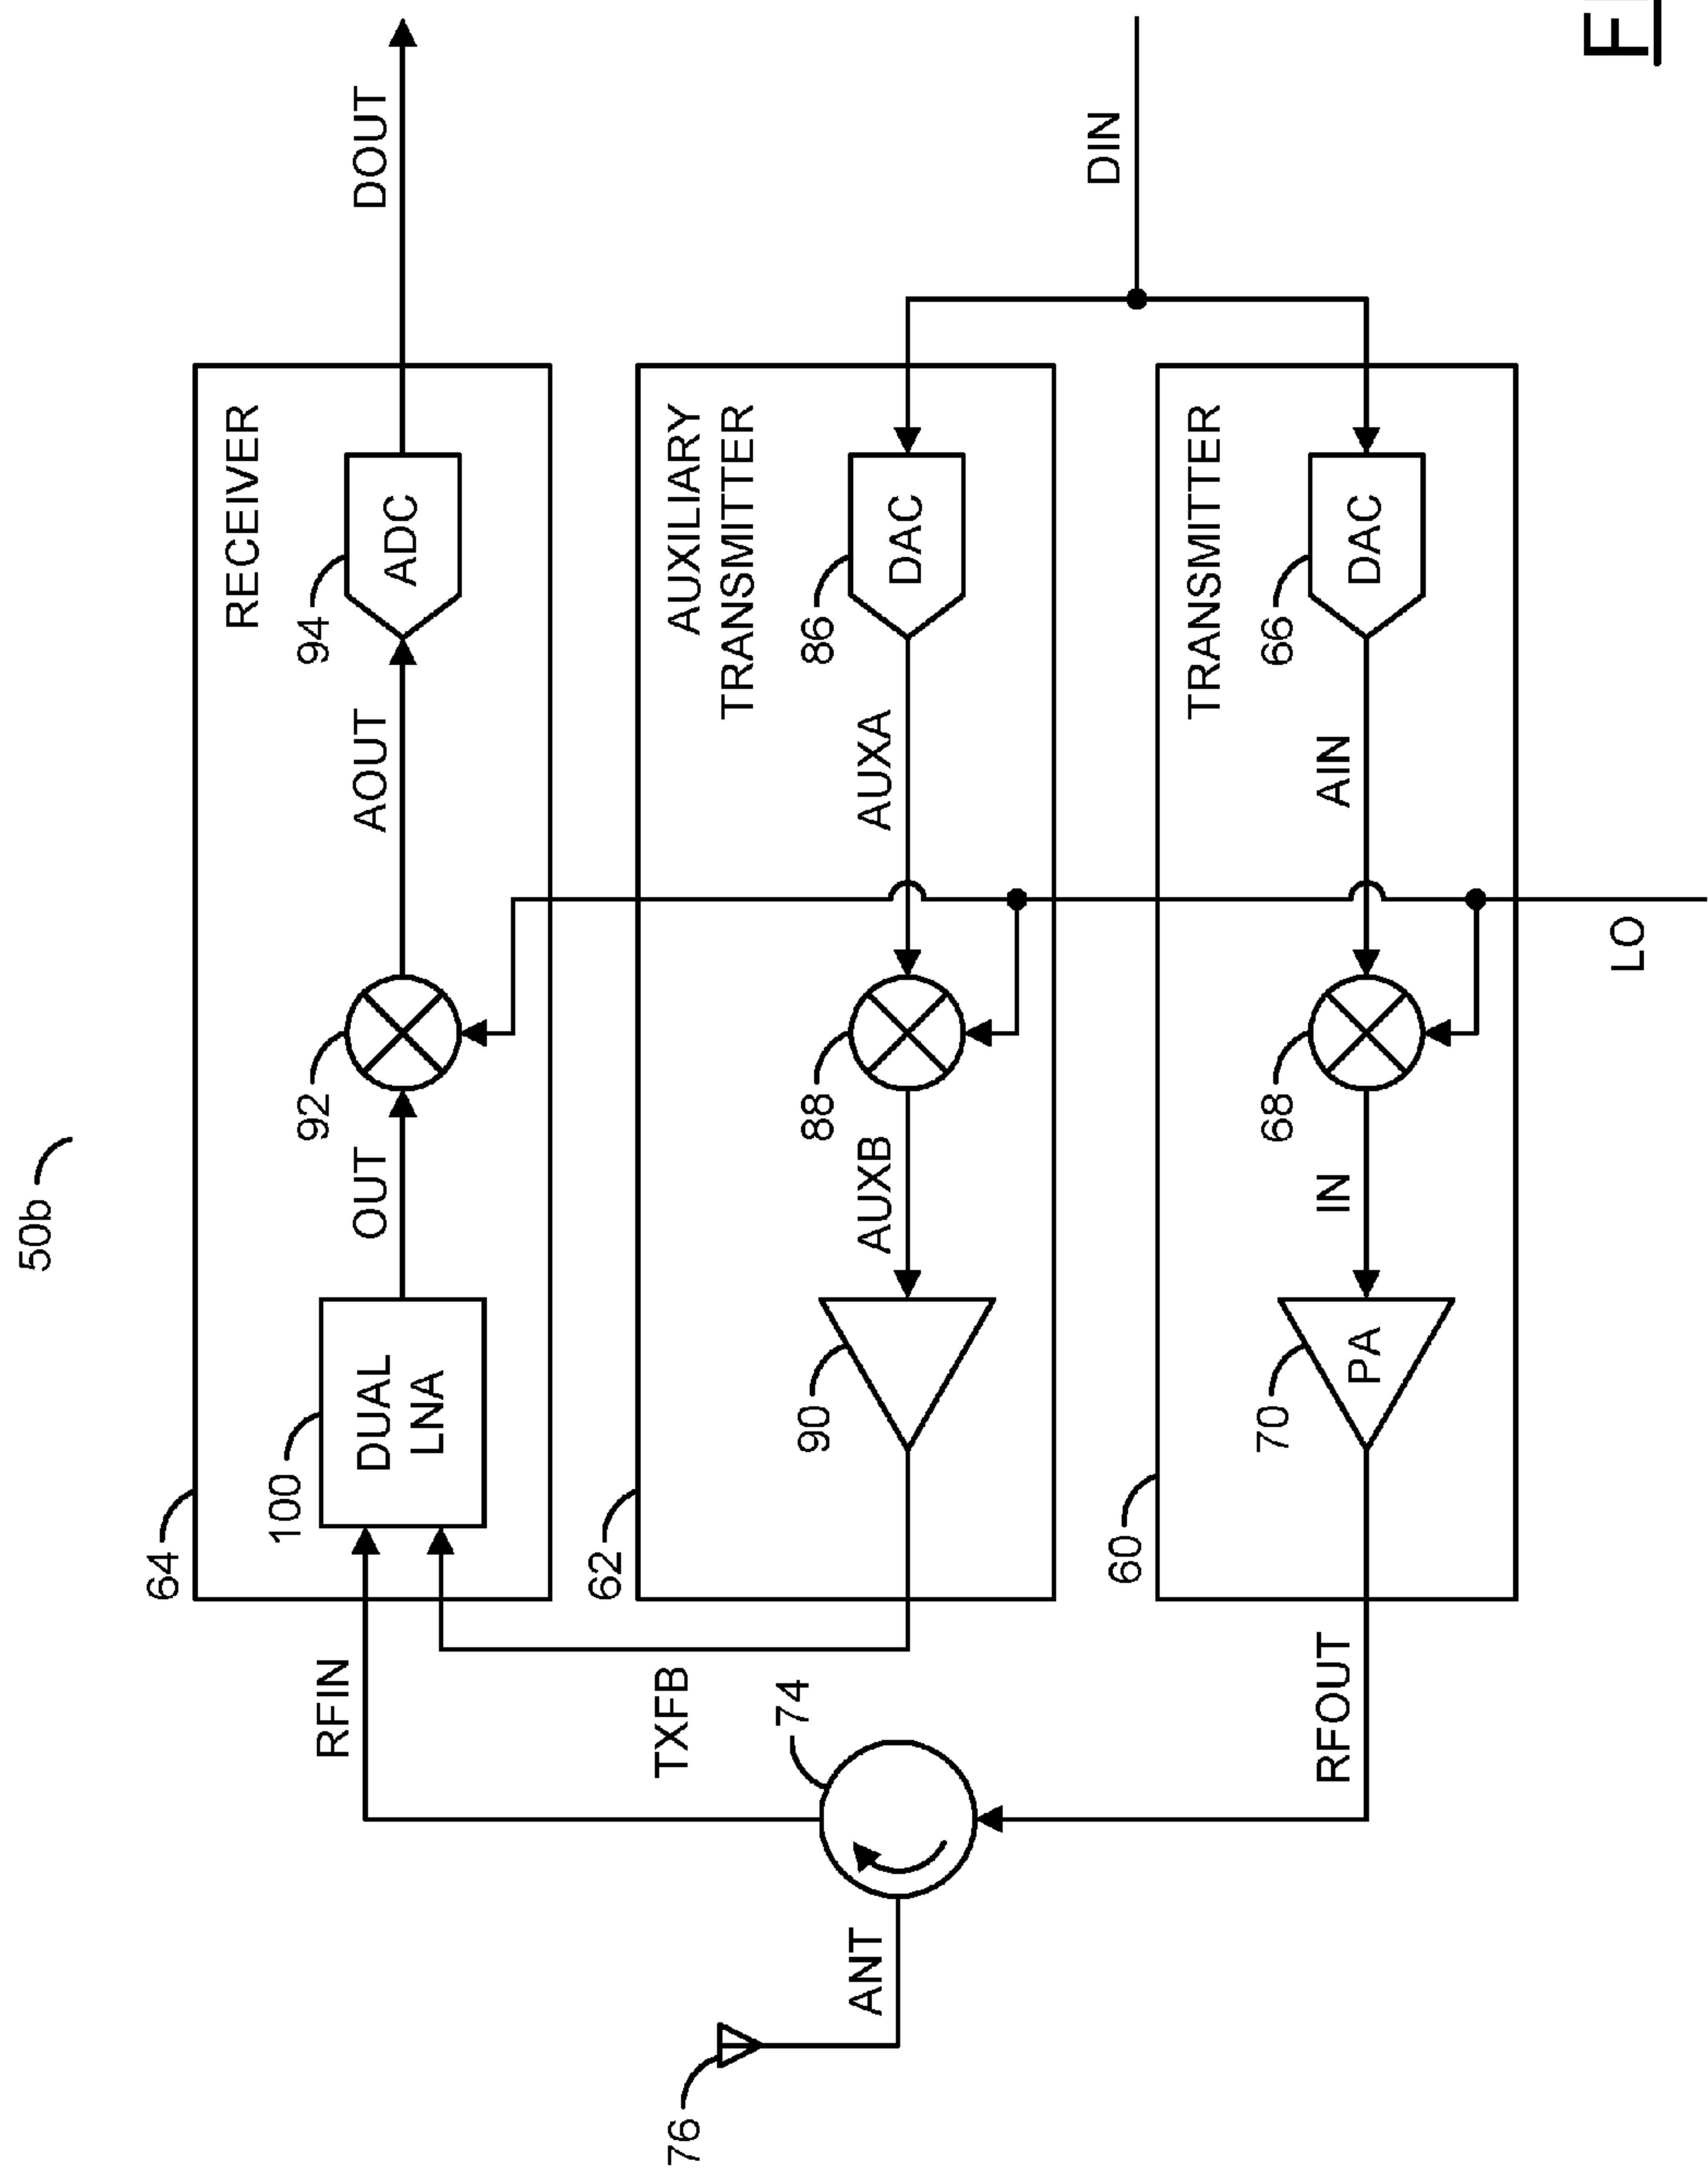 50b
64
RECEIVER
100
92
94
RFIN
DUAL
LNA
OUT
AOUT
ADC
DOUT
62
AUXILIARY
TRANSMITTER
76
TXFB
74
90
88
86
ANT
AUXB
AUXA
DAC
DIN
60
TRANSMITTER
70
68
66
RFOUT
PA
IN
AIN
DAC
LO
F